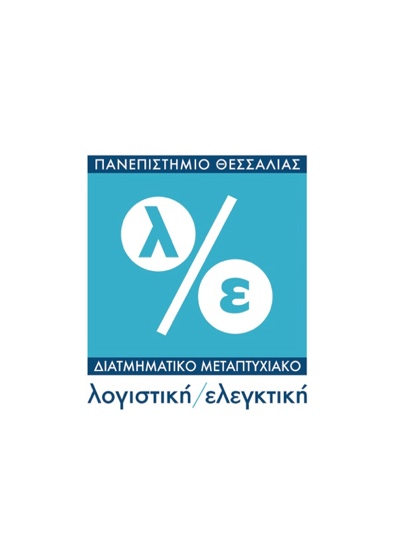 ΠΑΝΕΠΙΣΤΗΜΙΟ ΘΕΣΣΑΛΙΑΣ
λ/ε
ΔΙΑΤΜΗΜΑΤΙΚΟ ΜΕΤΑΠΤΥΧΙΑΚΟ
λογιστική/ελεγκτική